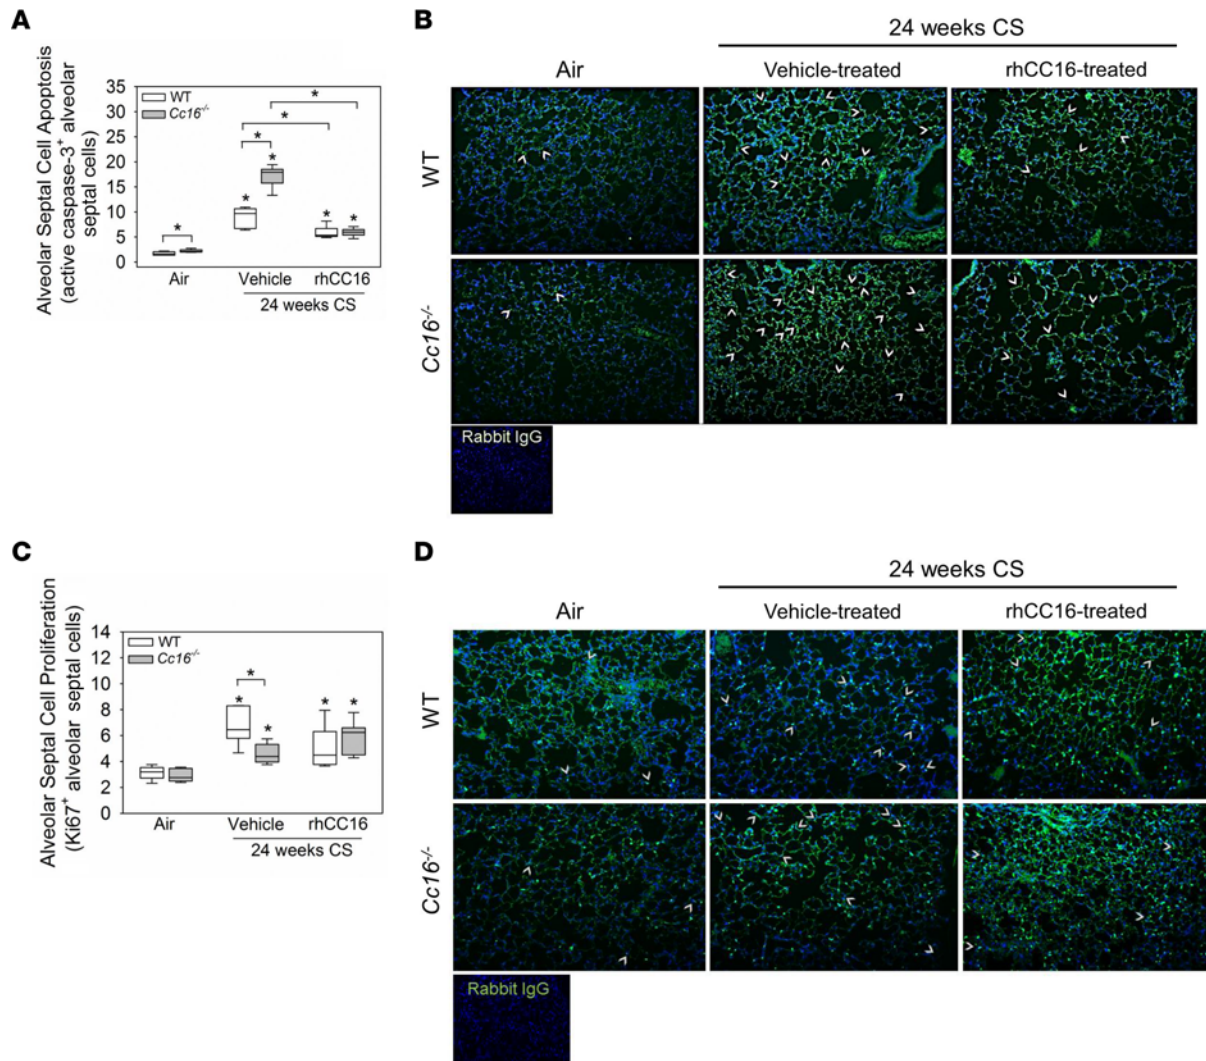 A
Alveolar Septal Cell Apoptosis
(active caspase-3+ alveolar
septal cells)
35
30
25
20
15
10
5
0
WT
Cc16-/-
*
*
*
*
*
*
*
*
Air
Vehicle
rhCC16
24 weeks CS
B
24 weeks CS
Air
Vehicle-treated
rhCC16-treated
WT
Cc16-/-
Rabbit IgG
C
Alveolar Septal Cell Proliferation
(Ki67+ alveolar septal cells)
14
12
10
8
6
4
2
0
WT
Cc16-/-
*
*
*
*
*
Air
Vehicle
rhCC16
24 weeks CS
D
24 weeks CS
Air
Vehicle-treated
rhCC16-treated
WT
Cc16-/-
Rabbit IgG